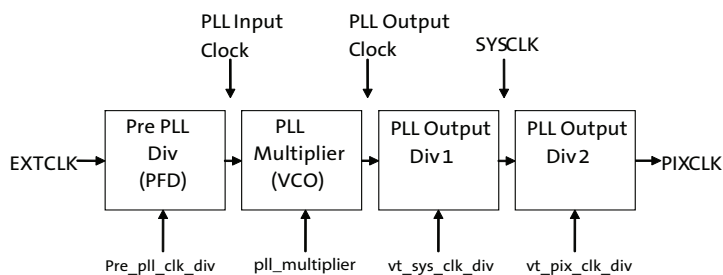 PLL Input
Clock
PLL Output
Clock
SYSCLK
EXTCLK
Pre PLL
Div
(PFD)
PLL
Multiplier
(VCO)
PLL Output
Div 1
PLL Output
Div 2
PIXCLK
Pre_pll_clk_div
pll_multiplier
vt_sys_clk_div
vt_pix_clk_div